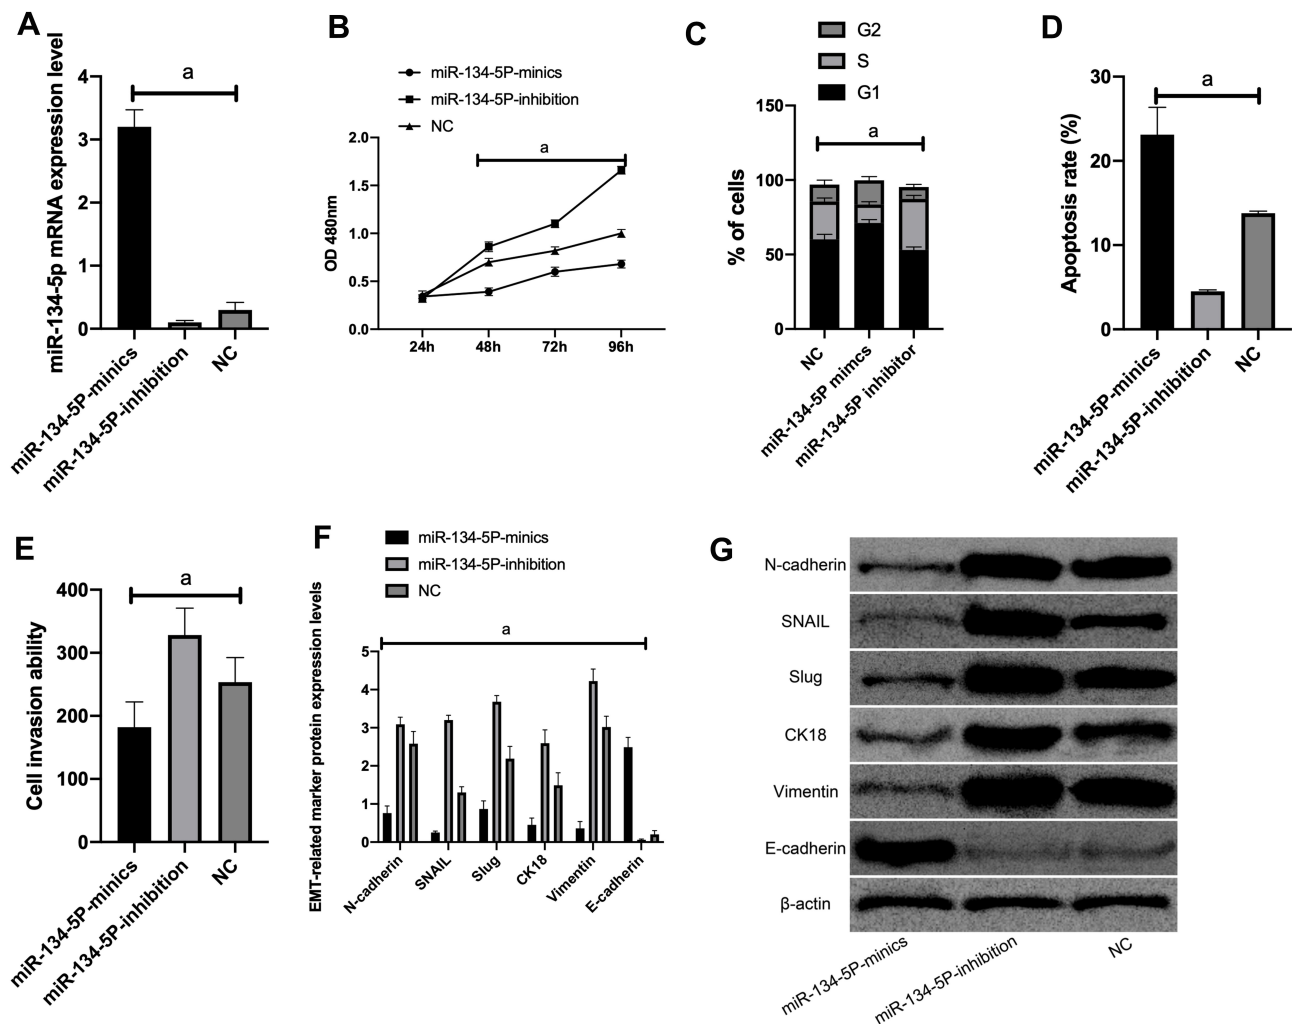 A
miR-134-5p mRNA expression level
4
3
2
1
0
a
miR-134-5P-minics
miR-134-5P-inhibition
NC
B
miR-134-5P-minics
miR-134-5P-inhibition
NC
OD 480nm
2.0
1.5
1.0
0.5
0.0
a
24h
48h
72h
96h
C
G2
S
G1
% of cells
150
100
50
0
a
NC
miR-134-5P mimcs
miR-134-5P inhibitor
D
Apoptosis rate (%)
30
20
10
0
a
miR-134-5P-minics
miR-134-5P-inhibition
NC
E
Cell invasion ability
400
300
200
100
0
a
miR-134-5P-minics
miR-134-5P-inhibition
NC
F
miR-134-5P-minics
miR-134-5P-inhibition
NC
EMT-related marker protein expression levels
5
4
3
2
1
0
a
N-cadherin
SNAIL
Slug
CK18
Vimentin
E-cadherin
G
N-cadherin
SNAIL
Slug
CK18
Vimentin
E-cadherin
β-actin
miR-134-5P-minics
miR-134-5P-inhibition
NC